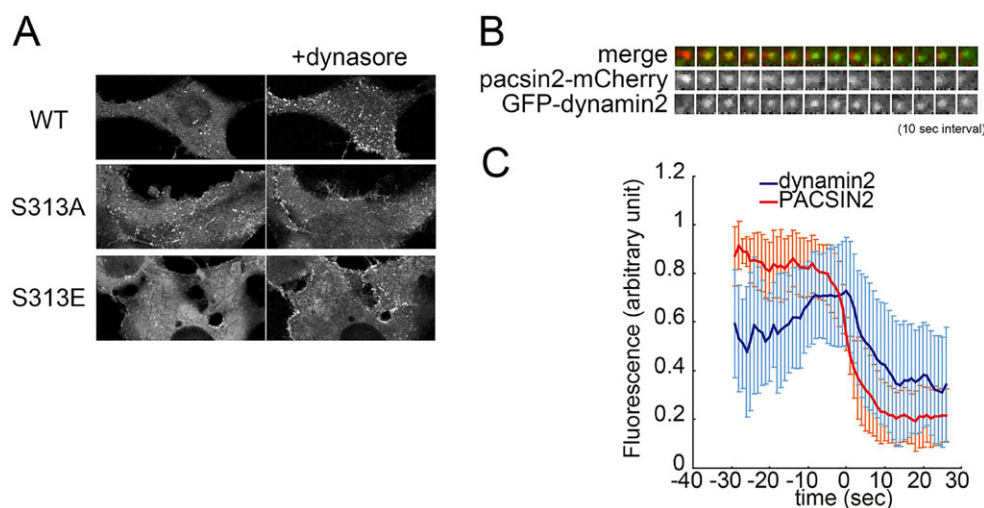 A
+dynasore
WT
S313A
S313E
B
merge
pacsin2-mCherry
GFP-dynamin2
(10 sec interval)
C
dynamin2
PACSIN2
Fluorescence (arbitrary unit)
1.2
1
0.8
0.6
0.4
0.2
0
-40 -30 -20 -10 0 10 20 30
time (sec)